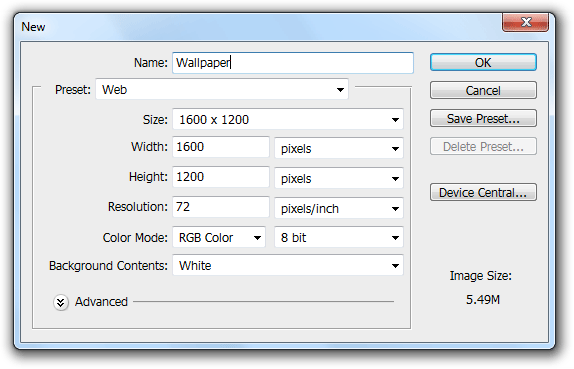 New
Name: Wallpaper
OK
Preset: Web
Cancel
Size: 1600 x 1200
Save Preset...
Width: 1600 pixels
Delete Preset...
Height: 1200 pixels
Device Central...
Resolution: 72 pixels/inch
Color Mode: RGB Color 8 bit
Background Contents: White
Image Size:
Advanced
5.49M